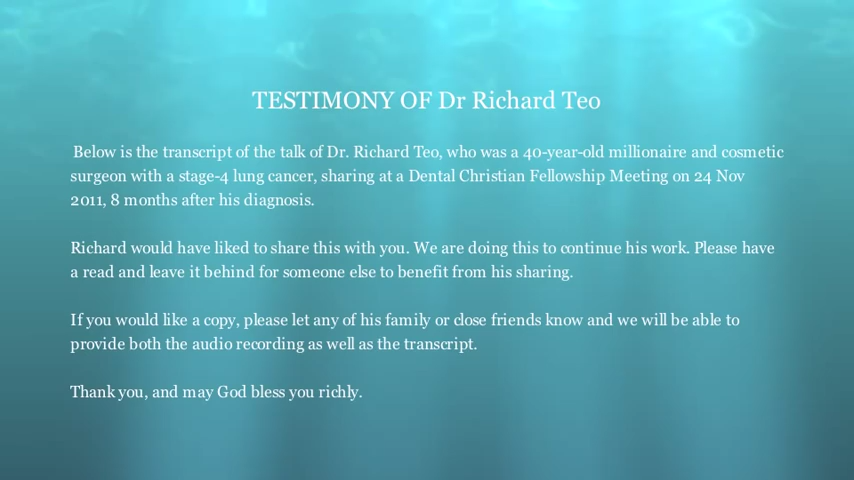 TESTIMONY OF Dr Richard Teo
Below is the transcript of the talk of Dr. Richard Teo, who was a 40-year-old millionaire and cosmetic
surgeon with a stage-4 lung cancer, sharing at a Dental Christian Fellowship Meeting on 24 Nov
2011, 8 months after his diagnosis.
Richard would have liked to share this with you. We are doing this to continue his work. Please have
a read and leave it behind for someone else to benefit from his sharing.
If you would like a copy, please let any of his family or close friends know and we will be able to
provide both the audio recording as well as the transcript.
Thank you, and may God bless you richly.